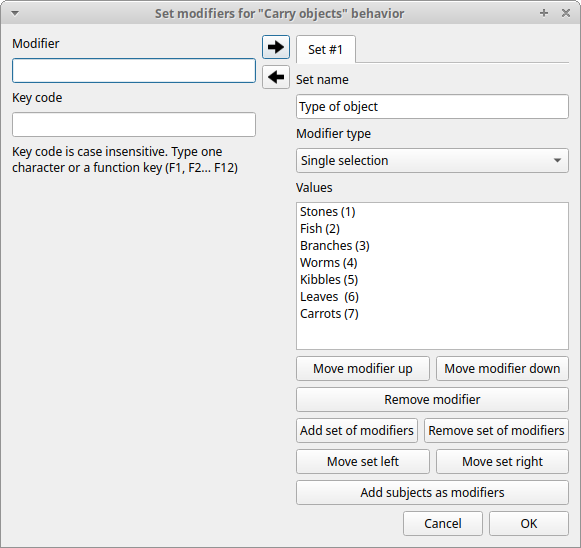 Set modifiers for "Carry objects" behavior
Modifier
Key code
Key code is case insensitive. Type one
character or a function key (F1, F2... F12)
Set #1
Set name
Type of object
Modifier type
Single selection
Values
Stones (1)
Fish (2)
Branches (3)
Worms (4)
Kibbles (5)
Leaves  (6)
Carrots (7)
Move modifier up
Move modifier down
Remove modifier
Add set of modifiers
Remove set of modifiers
Move set left
Move set right
Add subjects as modifiers
Cancel
OK